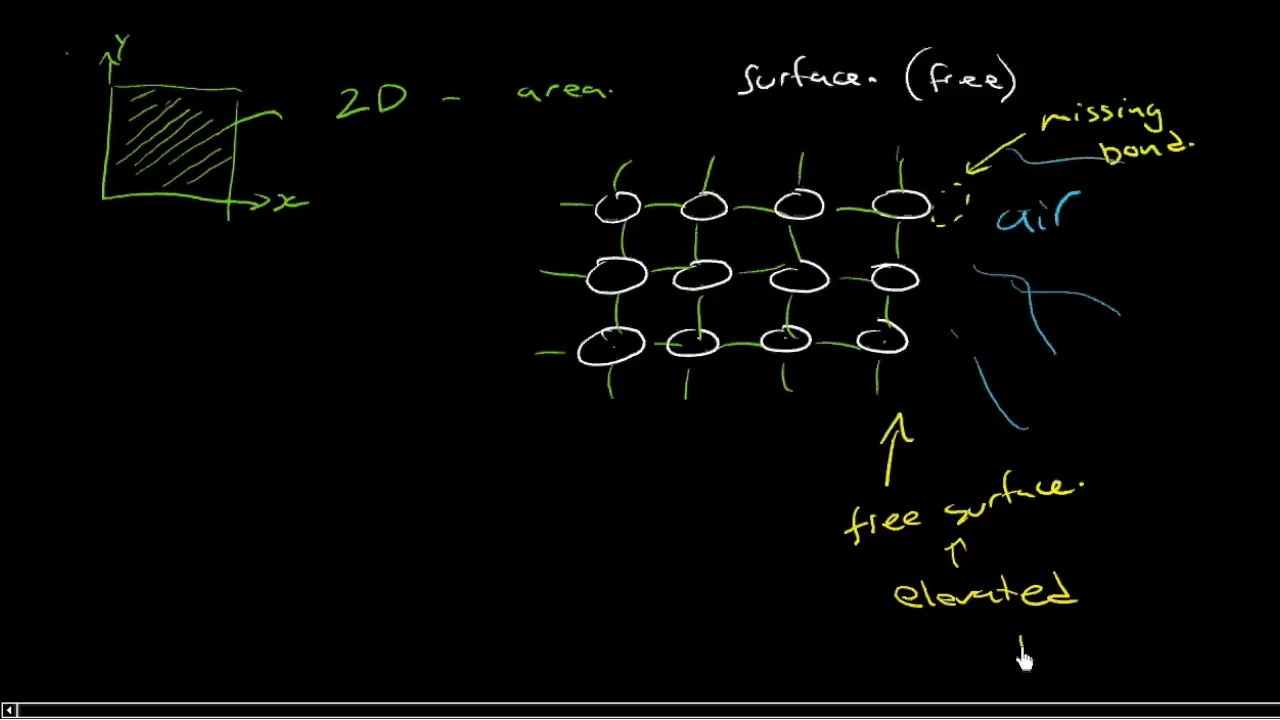 Y
2D - area.
x
surface. (free)
missing
bond.
air
free surface.
elevated